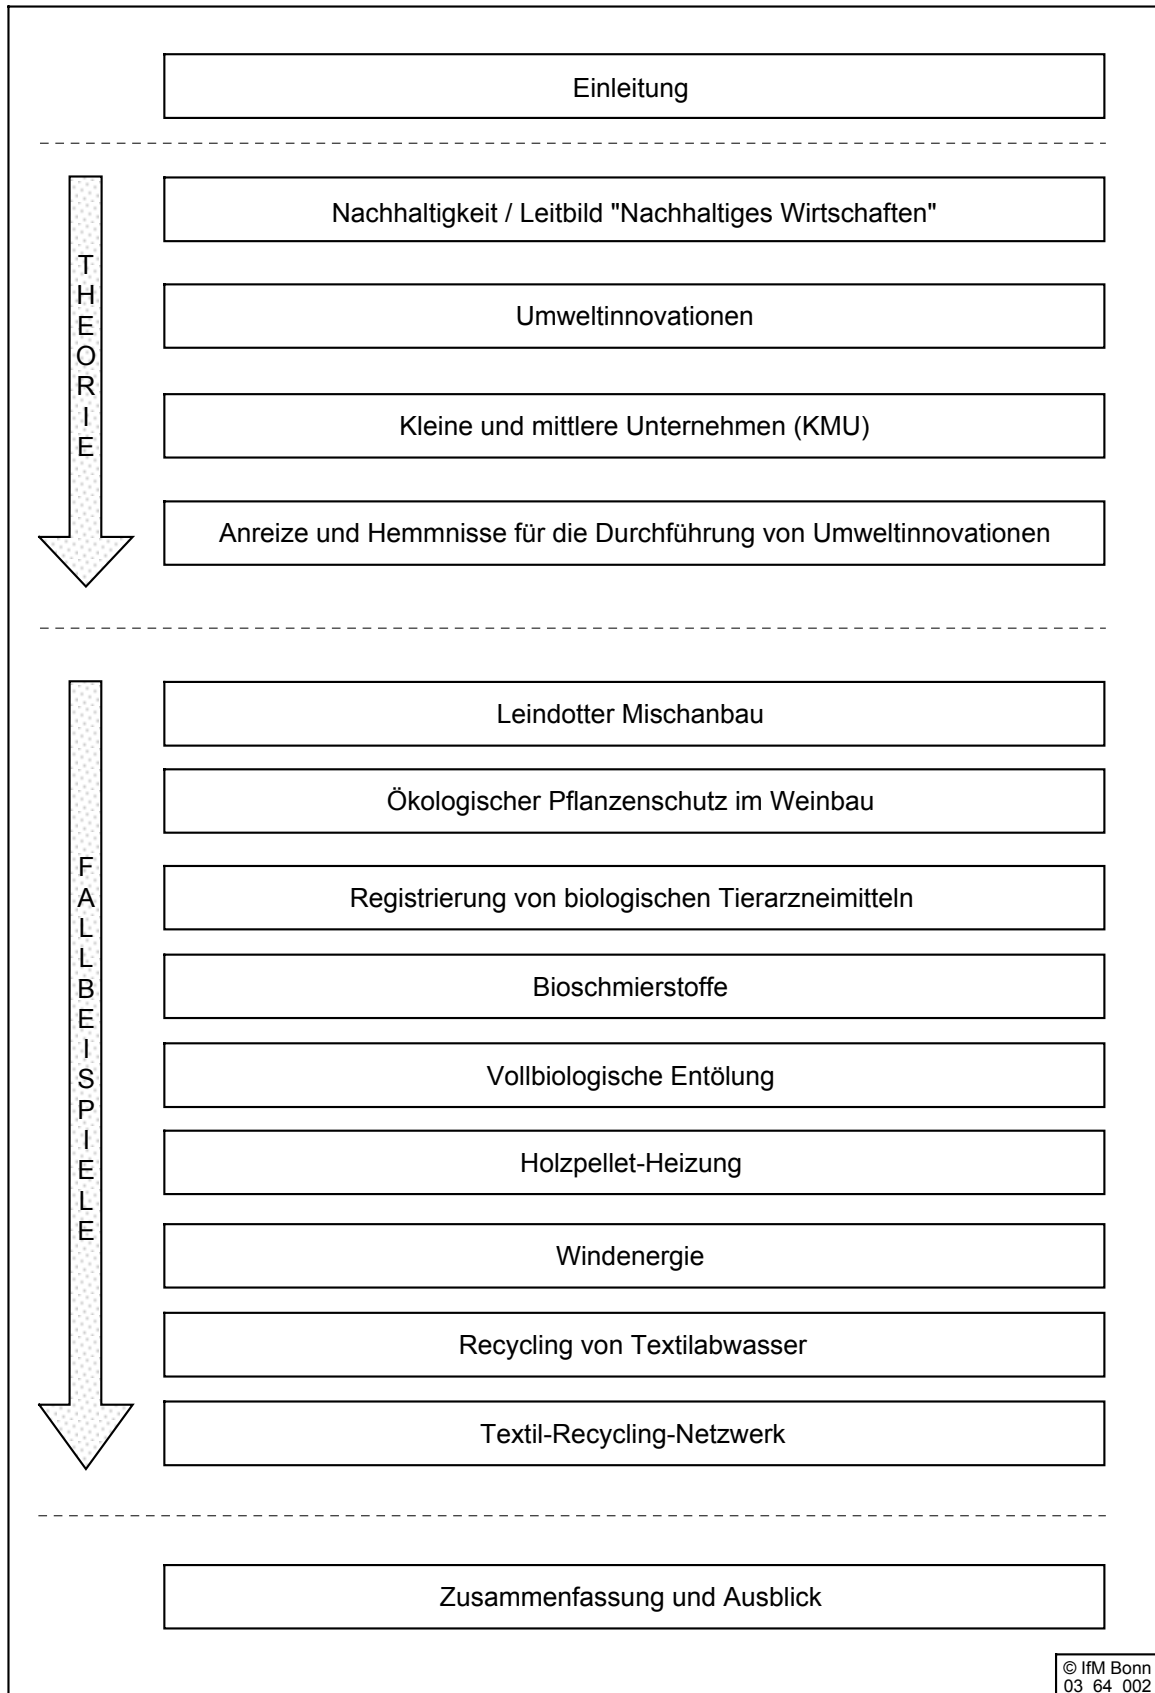 Einleitung
THEORIE
Nachhaltigkeit / Leitbild "Nachhaltiges Wirtschaften"
Umweltinnovationen
Kleine und mittlere Unternehmen (KMU)
Anreize und Hemmnisse für die Durchführung von Umweltinnovationen
FALLBEISPIELE
Leindotter Mischanbau
Ökologischer Pflanzenschutz im Weinbau
Registrierung von biologischen Tierarzneimitteln
Bioschmierstoffe
Vollbiologische Entölung
Holzpellet-Heizung
Windenergie
Recycling von Textilabwasser
Textil-Recycling-Netzwerk
Zusammenfassung und Ausblick
© IfM Bonn
03 64 002